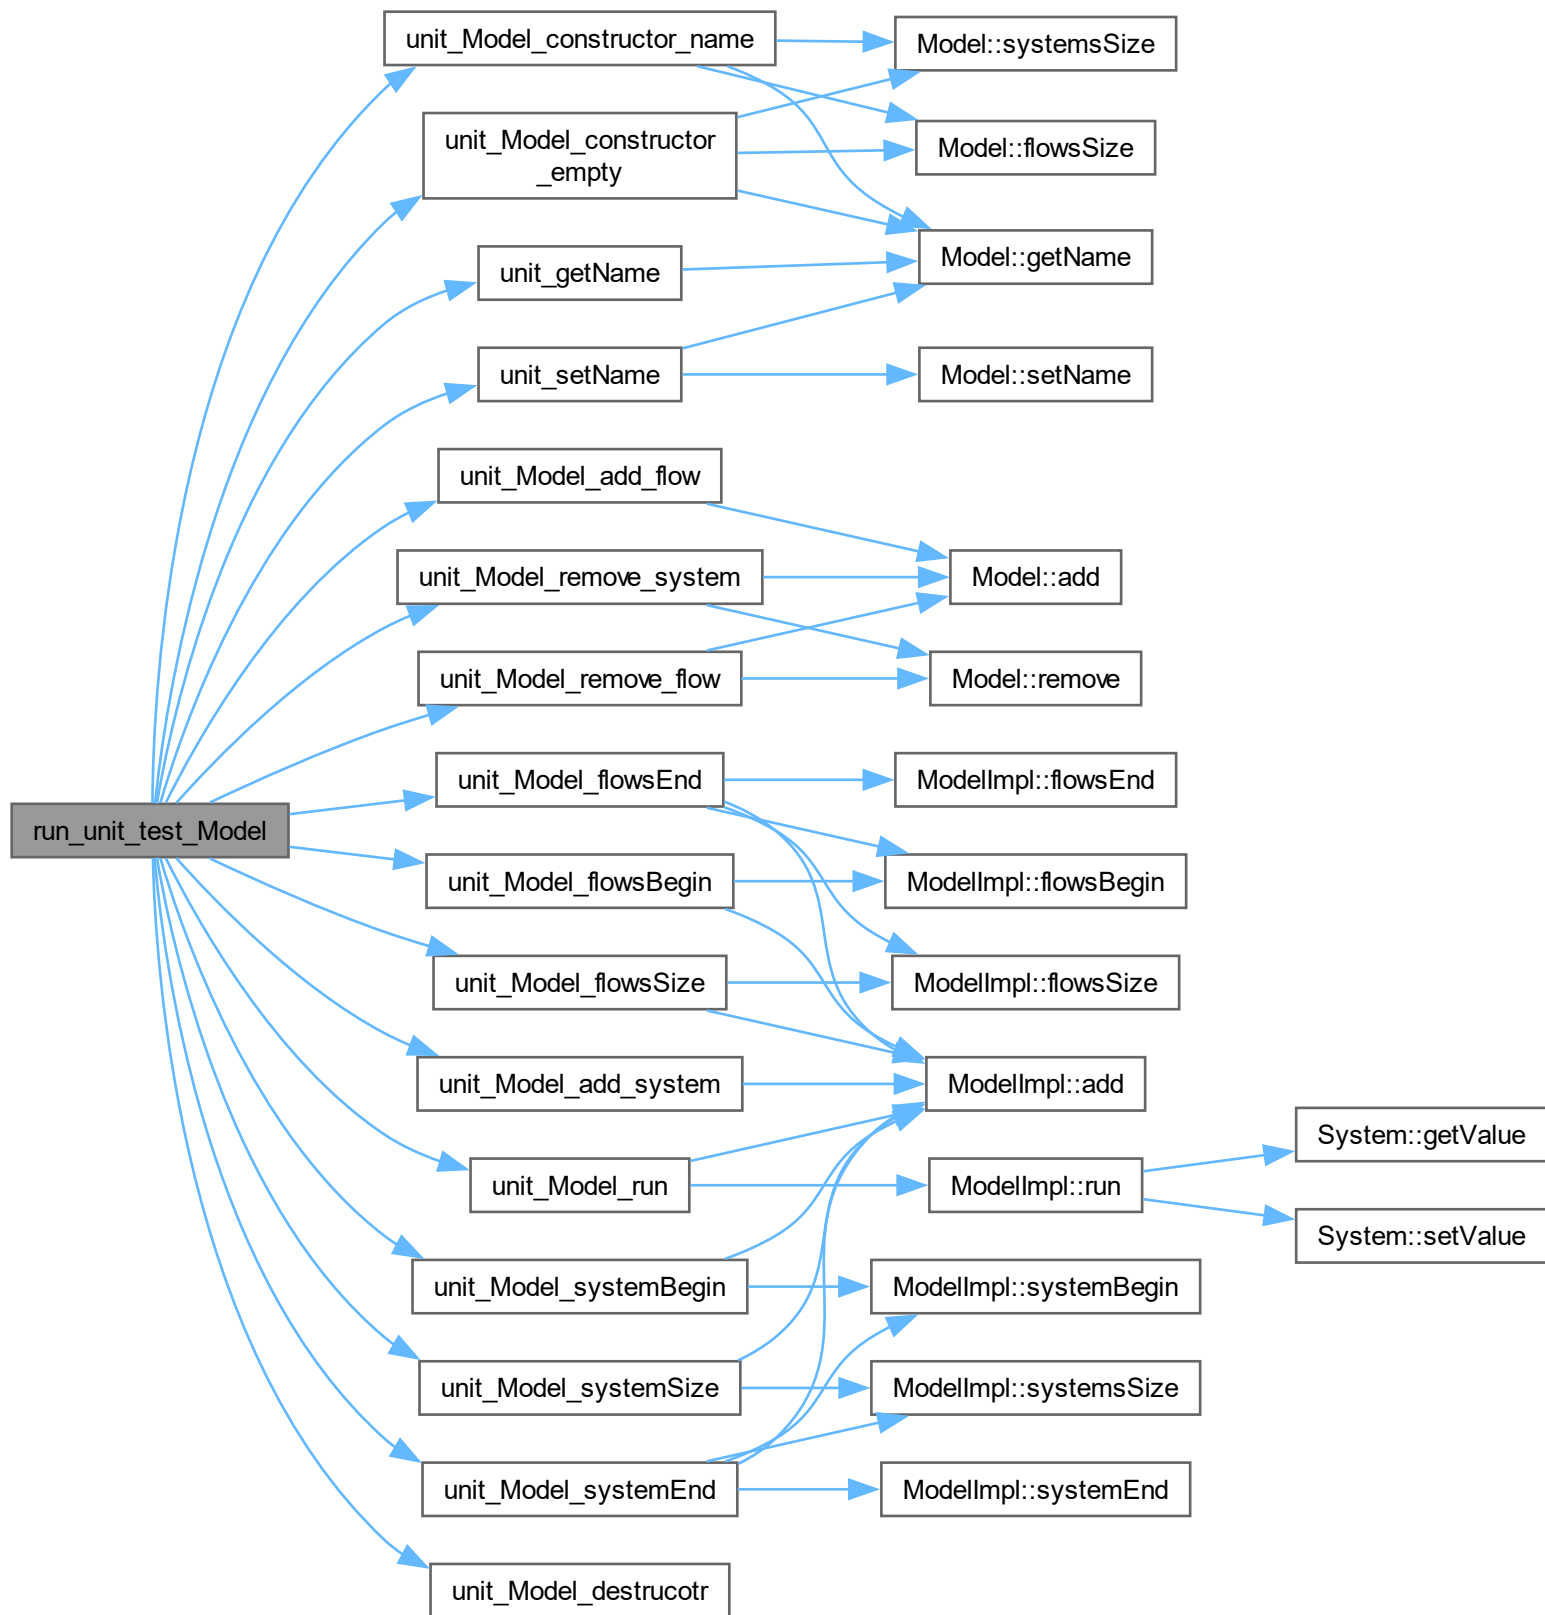 run_unit_test_Model
unit_Model_constructor_name
unit_Model_constructor
_empty
unit_getName
unit_setName
unit_Model_add_flow
unit_Model_remove_system
unit_Model_remove_flow
unit_Model_flowsEnd
unit_Model_flowsBegin
unit_Model_flowsSize
unit_Model_add_system
unit_Model_run
unit_Model_systemBegin
unit_Model_systemSize
unit_Model_systemEnd
unit_Model_destrucotr
Model::systemsSize
Model::flowsSize
Model::getName
Model::setName
Model::add
Model::remove
ModelImpl::flowsEnd
ModelImpl::flowsBegin
ModelImpl::flowsSize
ModelImpl::add
ModelImpl::run
ModelImpl::systemBegin
ModelImpl::systemsSize
ModelImpl::systemEnd
System::getValue
System::setValue